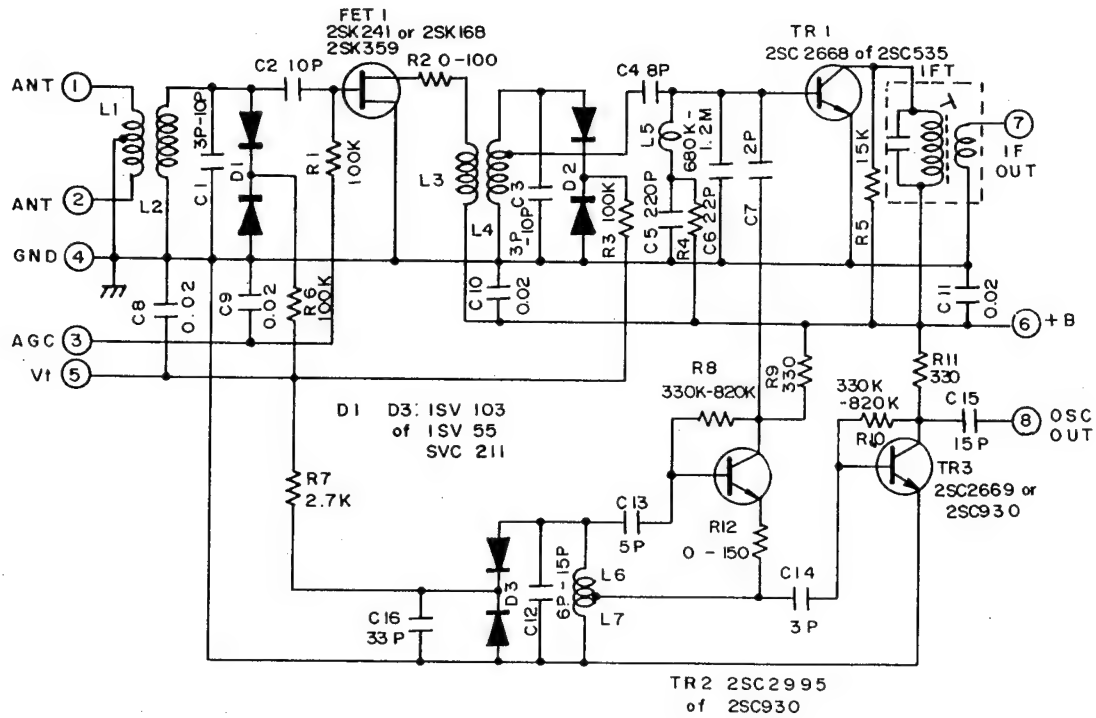 FET 1
2SK241 or 2SK168
2SK359
TR 1
2SC2668 of 2SC535
C2 10P
R2 0-100
C4 8P
IFT
ANT 1
L1
3P-10P
C1
D1
R1
100K
L3
L4
C3
3P-10P
D2
R3 100K
L5
C5 220P
680K-1.2M
R4
C6 22P
2P
C7
15K
R5
7
IF
OUT
ANT 2
L2
GND 4
C8
0.02
C9
0.02
R6
100K
C10
0.02
C11
0.02
AGC 3
6 +B
Vt 5
R8
330K-820K
R9
330
R11
330
330K
-820K
R10
C15
15P
8 OSC
OUT
D1 D3: ISV 103
of ISV 55
SVC 211
R7
2.7K
C13
5P
R12
0-150
TR3
2SC2669 or
2SC930
D3
C12
6P-15P
L6
L7
C14
3P
C16
33P
TR2 2SC2995
of 2SC930